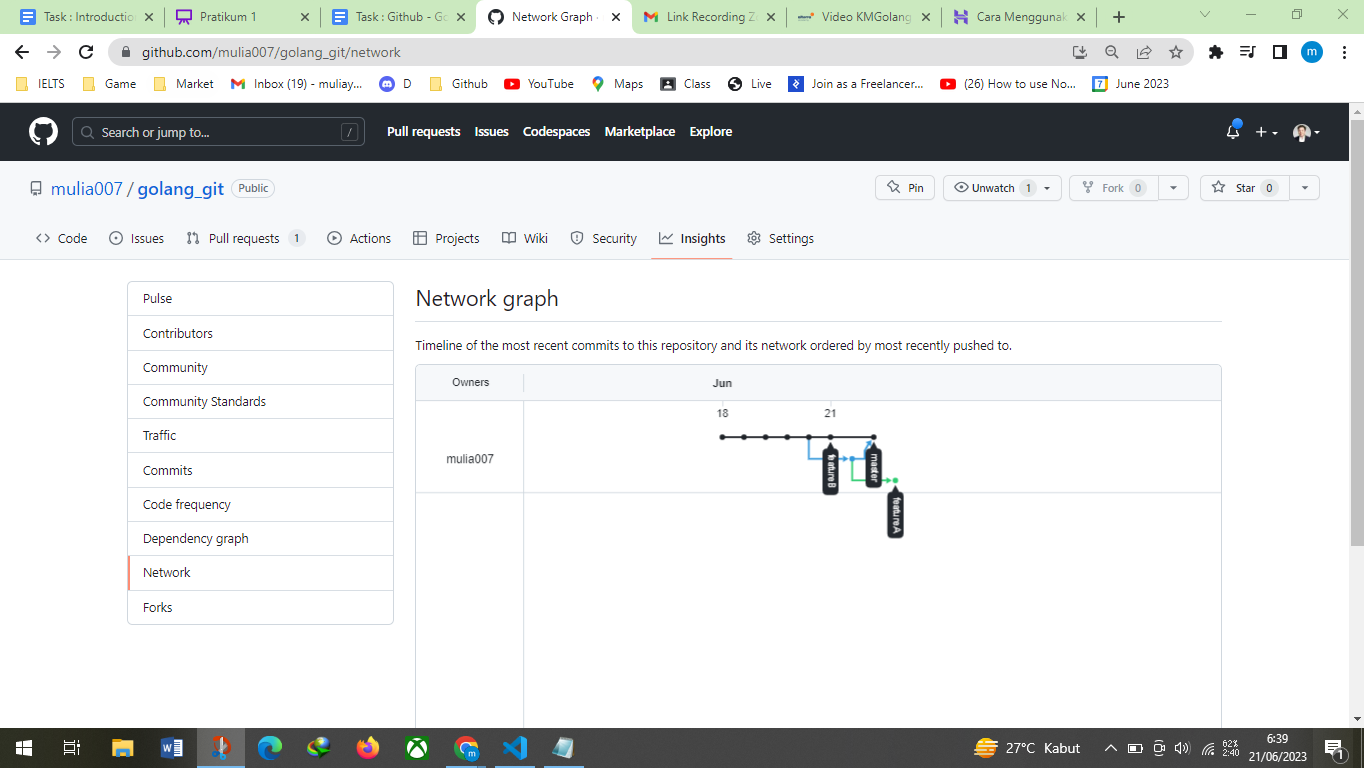 Task : Introductio
Pratikum 1
Task : Github - Go
Network Graph ·
Link Recording Z
Video KMGolang
Cara Menggunak
github.com/mulia007/golang_git/network
m
IELTS
Game
Market
Inbox (19) - muliay...
D
Github
YouTube
Maps
Class
Live
Join as a Freelancer...
(26) How to use No...
7
June 2023
Search or jump to...
/
Pull requests
Issues
Codespaces
Marketplace
Explore
mulia007 / golang_git
Public
Pin
Unwatch 1
Fork 0
Star 0
Code
Issues
Pull requests 1
Actions
Projects
Wiki
Security
Insights
Settings
Pulse
Contributors
Community
Community Standards
Traffic
Commits
Code frequency
Dependency graph
Network
Forks
Network graph
Timeline of the most recent commits to this repository and its network ordered by most recently pushed to.
Owners
Jun
18
21
mulia007
featureB
master
featureA
27°C Kabut
62%
2:40
6:39
21/06/2023
1